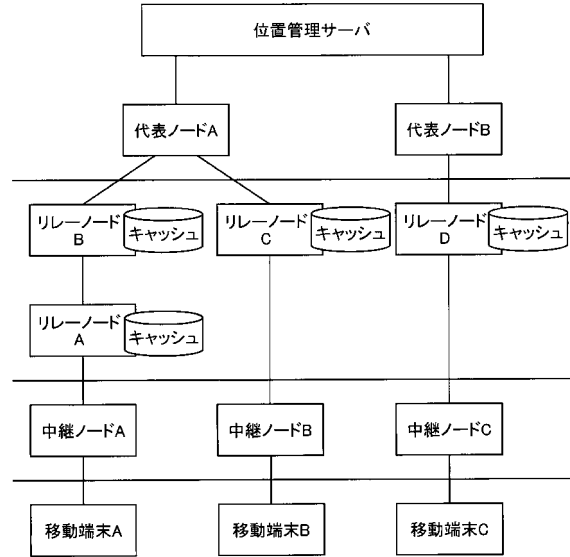 位置管理サーバ
代表ノードA
代表ノードB
リレーノード
B
キャッシュ
リレーノード
C
キャッシュ
リレーノード
D
キャッシュ
リレーノード
A
キャッシュ
中継ノードA
中継ノードB
中継ノードC
移動端末A
移動端末B
移動端末C